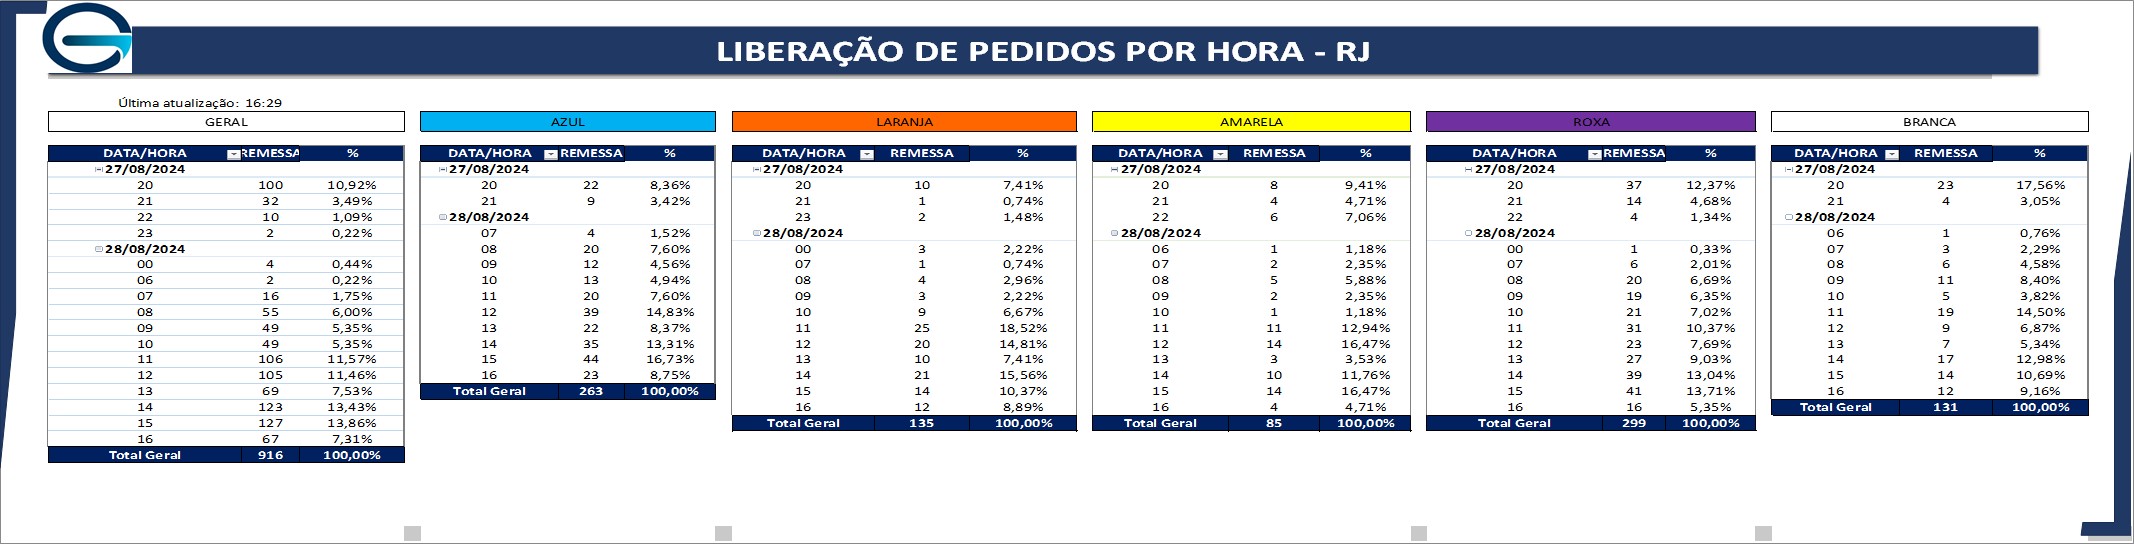 LIBERAÇÃO DE PEDIDOS POR HORA - RJ
Última atualização: 16:29
GERAL
DATA/HORA REMESSA %
27/08/2024
20 100 10,92%
21 32 3,49%
22 10 1,09%
23 2 0,22%
28/08/2024
00 4 0,44%
06 2 0,22%
07 16 1,75%
08 55 6,00%
09 49 5,35%
10 49 5,35%
11 106 11,57%
12 105 11,46%
13 69 7,53%
14 123 13,43%
15 127 13,86%
16 67 7,31%
Total Geral 916 100,00%
AZUL
DATA/HORA REMESSA %
27/08/2024
20 22 8,36%
21 9 3,42%
28/08/2024
07 4 1,52%
08 20 7,60%
09 12 4,56%
10 13 4,94%
11 20 7,60%
12 39 14,83%
13 22 8,37%
14 35 13,31%
15 44 16,73%
16 23 8,75%
Total Geral 263 100,00%
LARANJA
DATA/HORA REMESSA %
27/08/2024
20 10 7,41%
21 1 0,74%
23 2 1,48%
28/08/2024
00 3 2,22%
07 1 0,74%
08 4 2,96%
09 3 2,22%
10 9 6,67%
11 25 18,52%
12 20 14,81%
13 10 7,41%
14 21 15,56%
15 14 10,37%
16 12 8,89%
Total Geral 135 100,00%
AMARELA
DATA/HORA REMESSA %
27/08/2024
20 8 9,41%
21 4 4,71%
22 6 7,06%
28/08/2024
06 1 1,18%
07 2 2,35%
08 5 5,88%
09 2 2,35%
10 1 1,18%
11 11 12,94%
12 14 16,47%
13 3 3,53%
14 10 11,76%
15 14 16,47%
16 4 4,71%
Total Geral 85 100,00%
ROXA
DATA/HORA REMESSA %
27/08/2024
20 37 12,37%
21 14 4,68%
22 4 1,34%
28/08/2024
00 1 0,33%
07 6 2,01%
08 20 6,69%
09 19 6,35%
10 21 7,02%
11 31 10,37%
12 23 7,69%
13 27 9,03%
14 39 13,04%
15 41 13,71%
16 16 5,35%
Total Geral 299 100,00%
BRANCA
DATA/HORA REMESSA %
27/08/2024
20 23 17,56%
21 4 3,05%
28/08/2024
06 1 0,76%
07 3 2,29%
08 6 4,58%
09 11 8,40%
10 5 3,82%
11 19 14,50%
12 9 6,87%
13 7 5,34%
14 17 12,98%
15 14 10,69%
16 12 9,16%
Total Geral 131 100,00%